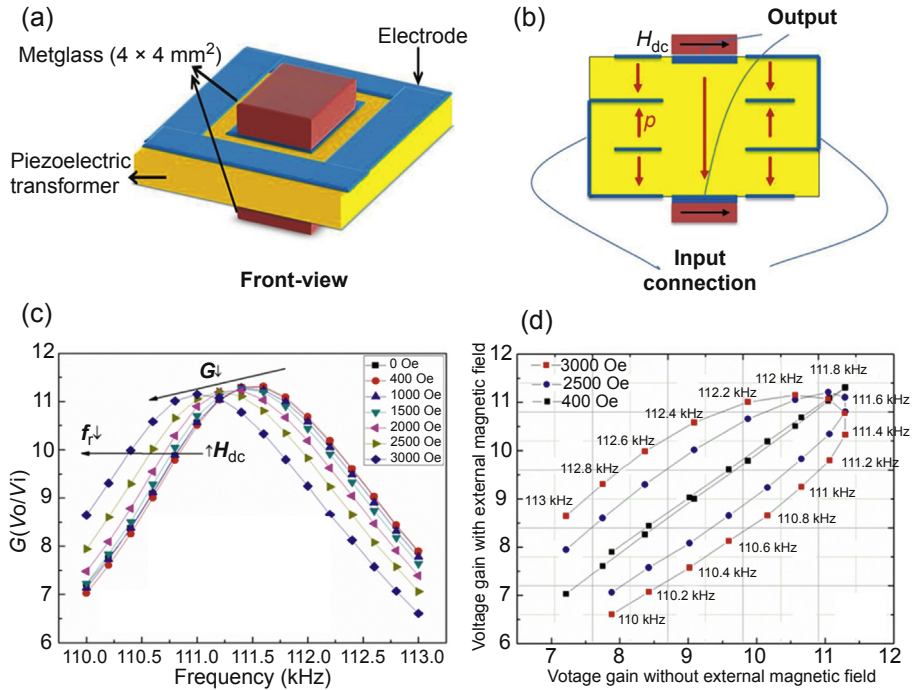 (a)
Metglass (4 × 4 mm²)
Electrode
Piezoelectric
transformer
Front-view
(b)
Output
H_dc
p
Input
connection
(c)
G(Vo/Vi)
12
11
10
9
8
7
6
G↓
f_r↓
↑H_dc
0 Oe
400 Oe
1000 Oe
1500 Oe
2000 Oe
2500 Oe
3000 Oe
110.0 110.5 111.0 111.5 112.0 112.5 113.0
Frequency (kHz)
(d)
Voltage gain with external magnetic field
12
11
10
9
8
7
6
3000 Oe
2500 Oe
400 Oe
112 kHz
111.8 kHz
112.2 kHz
111.6 kHz
112.4 kHz
111.4 kHz
112.6 kHz
111.2 kHz
112.8 kHz
111 kHz
113 kHz
110.8 kHz
110.6 kHz
110.4 kHz
110.2 kHz
110 kHz
7 8 9 10 11 12
Votage gain without external magnetic field